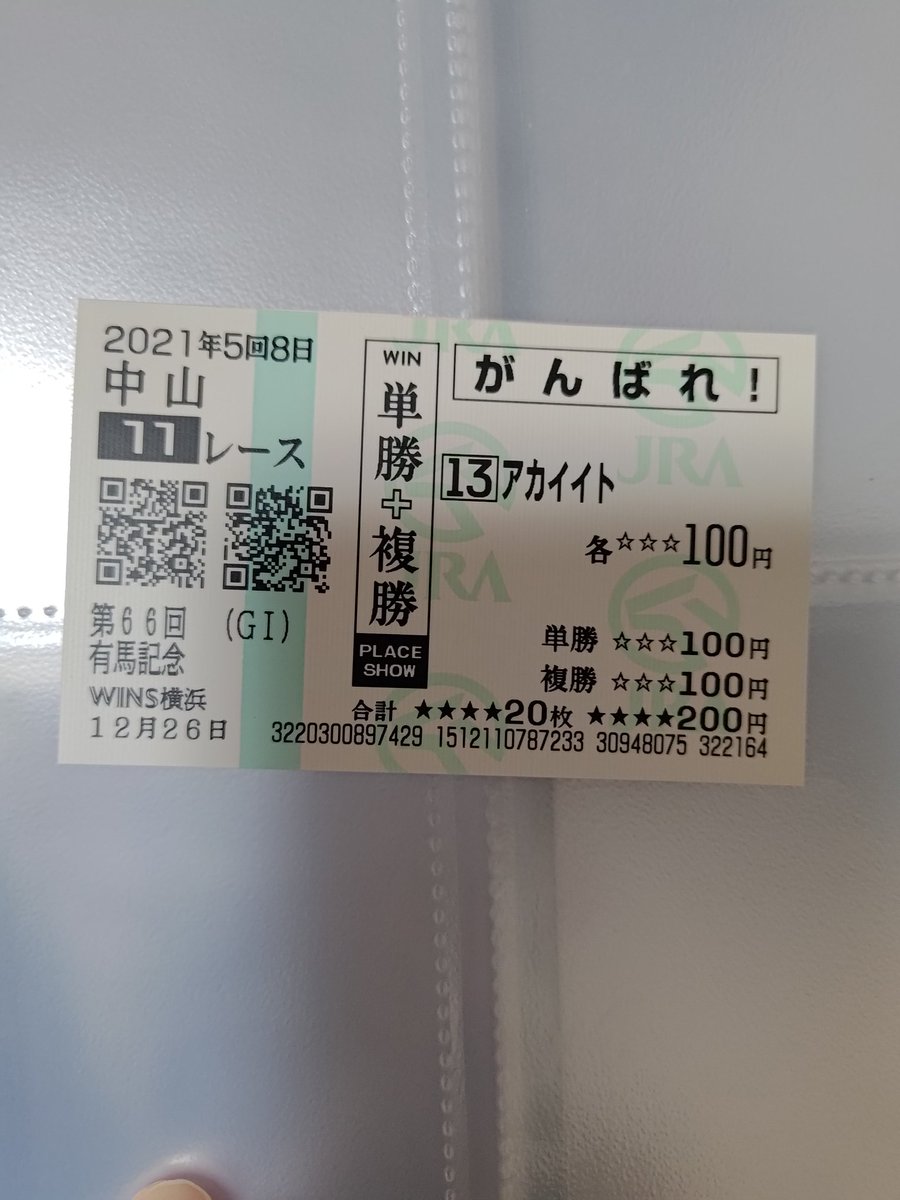 2021年5回8日
中山
11レース
第66回 (GI)
有馬記念
WINS横浜
12月26日
WIN
単勝+複勝
PLACE
SHOW
がんばれ!
13アカイイト
各☆☆☆100円
単勝 ☆☆☆100円
複勝 ☆☆☆100円
合計 ★★★★20枚 ★★★★200円
3220300897429 1512110787233 30948075 322164
JRA
JRA
JRA